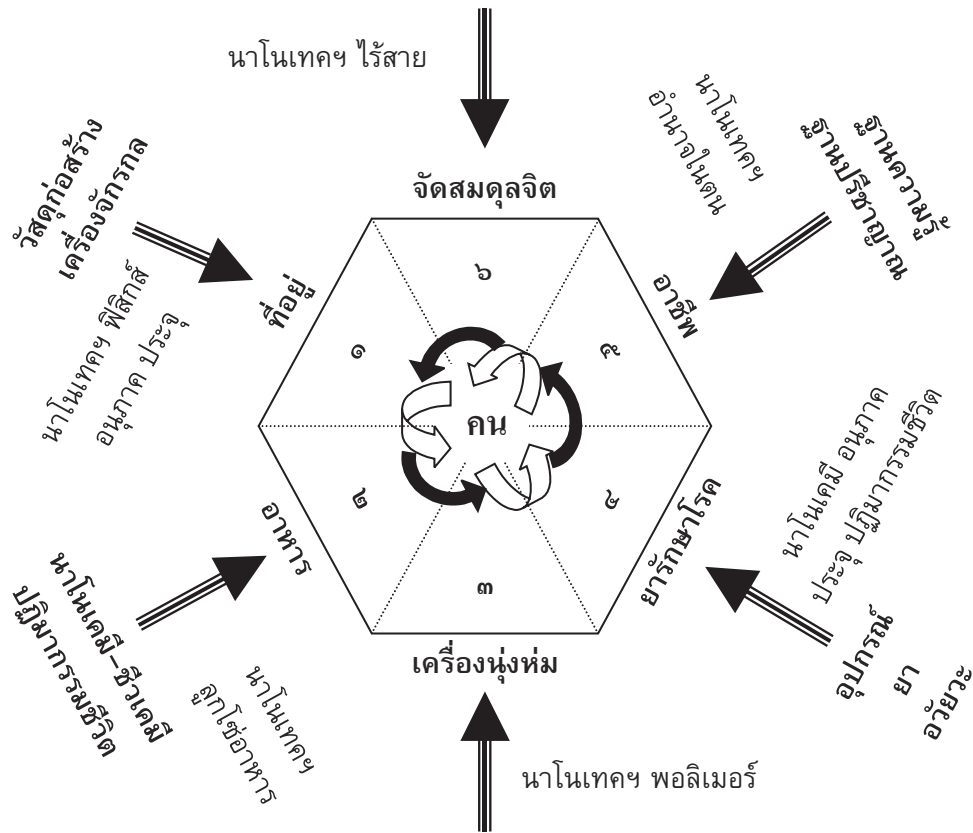 นาโนเทคฯ ไร้สาย
จัดสมดุลจิต
วัสดุก่อสร้าง
เครื่องจักรกล
ที่อยู่
นาโนเทคฯ ฟิสิกส์
อนุภาค ประจุ
นาโนเทคฯ
อำนาจในตน
ฐานความรู้
ฐานปรีชาญาณ
อาชีพ
๖
๑
๕
คน
๒
๔
๓
อาหาร
นาโนเคมี-ชีวเคมี
ปฏิมากรรมชีวิต
นาโนเทคฯ
ลูกโซ่อาหาร
เครื่องนุ่งห่ม
นาโนเทคฯ พอลิเมอร์
ยารักษาโรค
นาโนเคมี อนุภาค
ประจุ ปฏิมากรรมชีวิต
อุปกรณ์
ยา
อวัยวะ